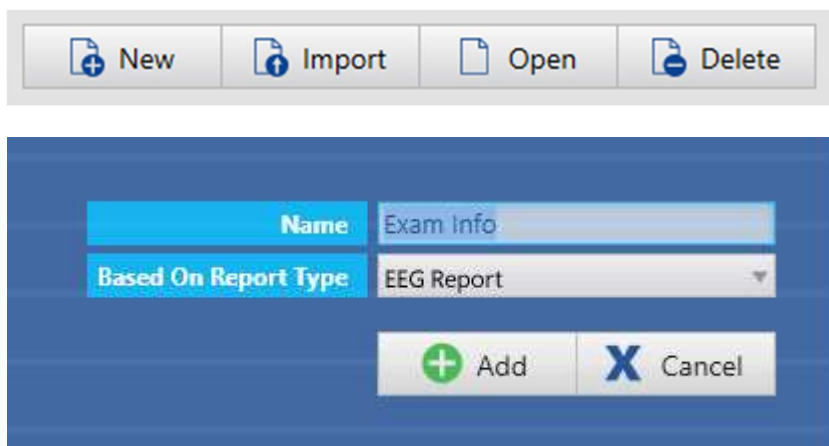 New Import Open Delete
Name Exam Info
Based On Report Type EEG Report
Add Cancel